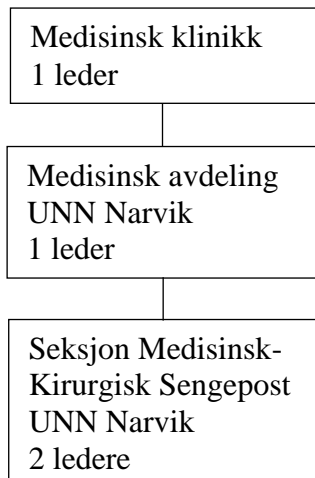 Medisinsk klinikk
1 leder
Medisinsk avdeling
UNN Narvik
1 leder
Seksjon Medisinsk-
Kirurgisk Sengepost
UNN Narvik
2 ledere